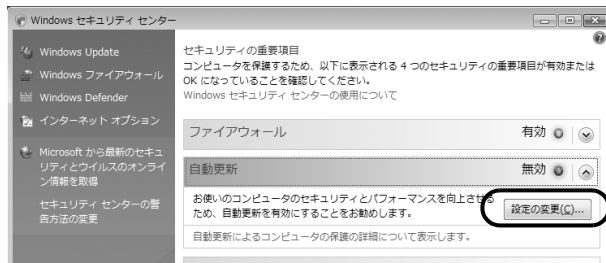 Windows セキュリティ センター
Windows Update
Windows ファイアウォール
Windows Defender
インターネット オプション
Microsoft から最新のセキュ
リティとウイルスのオンライ
ン情報を取得
セキュリティ センターの警
告方法の変更
セキュリティの重要項目
コンピュータを保護するため、以下に表示される 4 つのセキュリティの重要項目が有効または
OK になっていることを確認してください。
Windows セキュリティ センターの使用について
ファイアウォール 有効
自動更新 無効
お使いのコンピュータのセキュリティとパフォーマンスを向上させる
ため、自動更新を有効にすることをお勧めします。
設定の変更(C)...
自動更新によるコンピュータの保護の詳細について表示します。